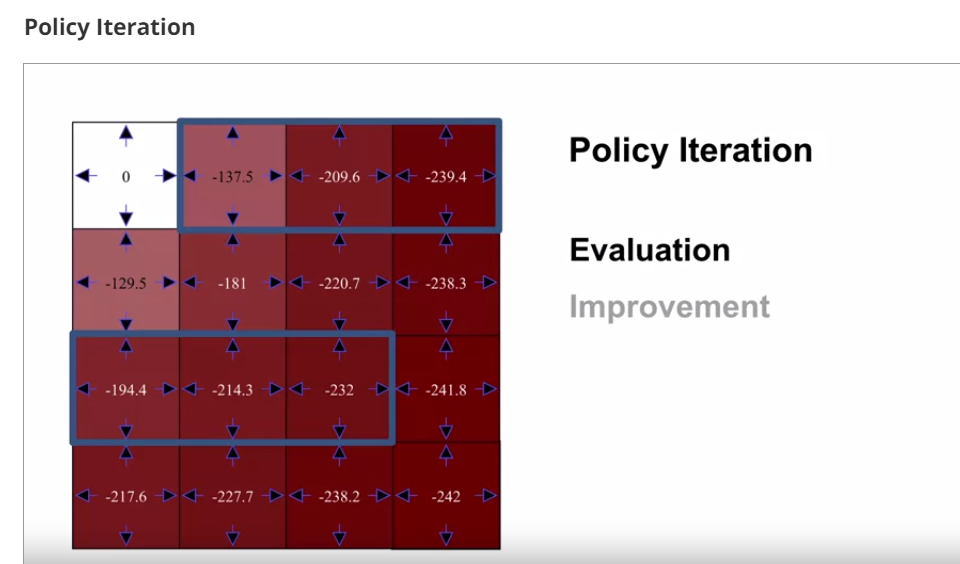 Policy Iteration
0 -137.5 -209.6 -239.4
-129.5 -181 -220.7 -238.3
-194.4 -214.3 -232 -241.8
-217.6 -227.7 -238.2 -242
Policy Iteration
Evaluation
Improvement